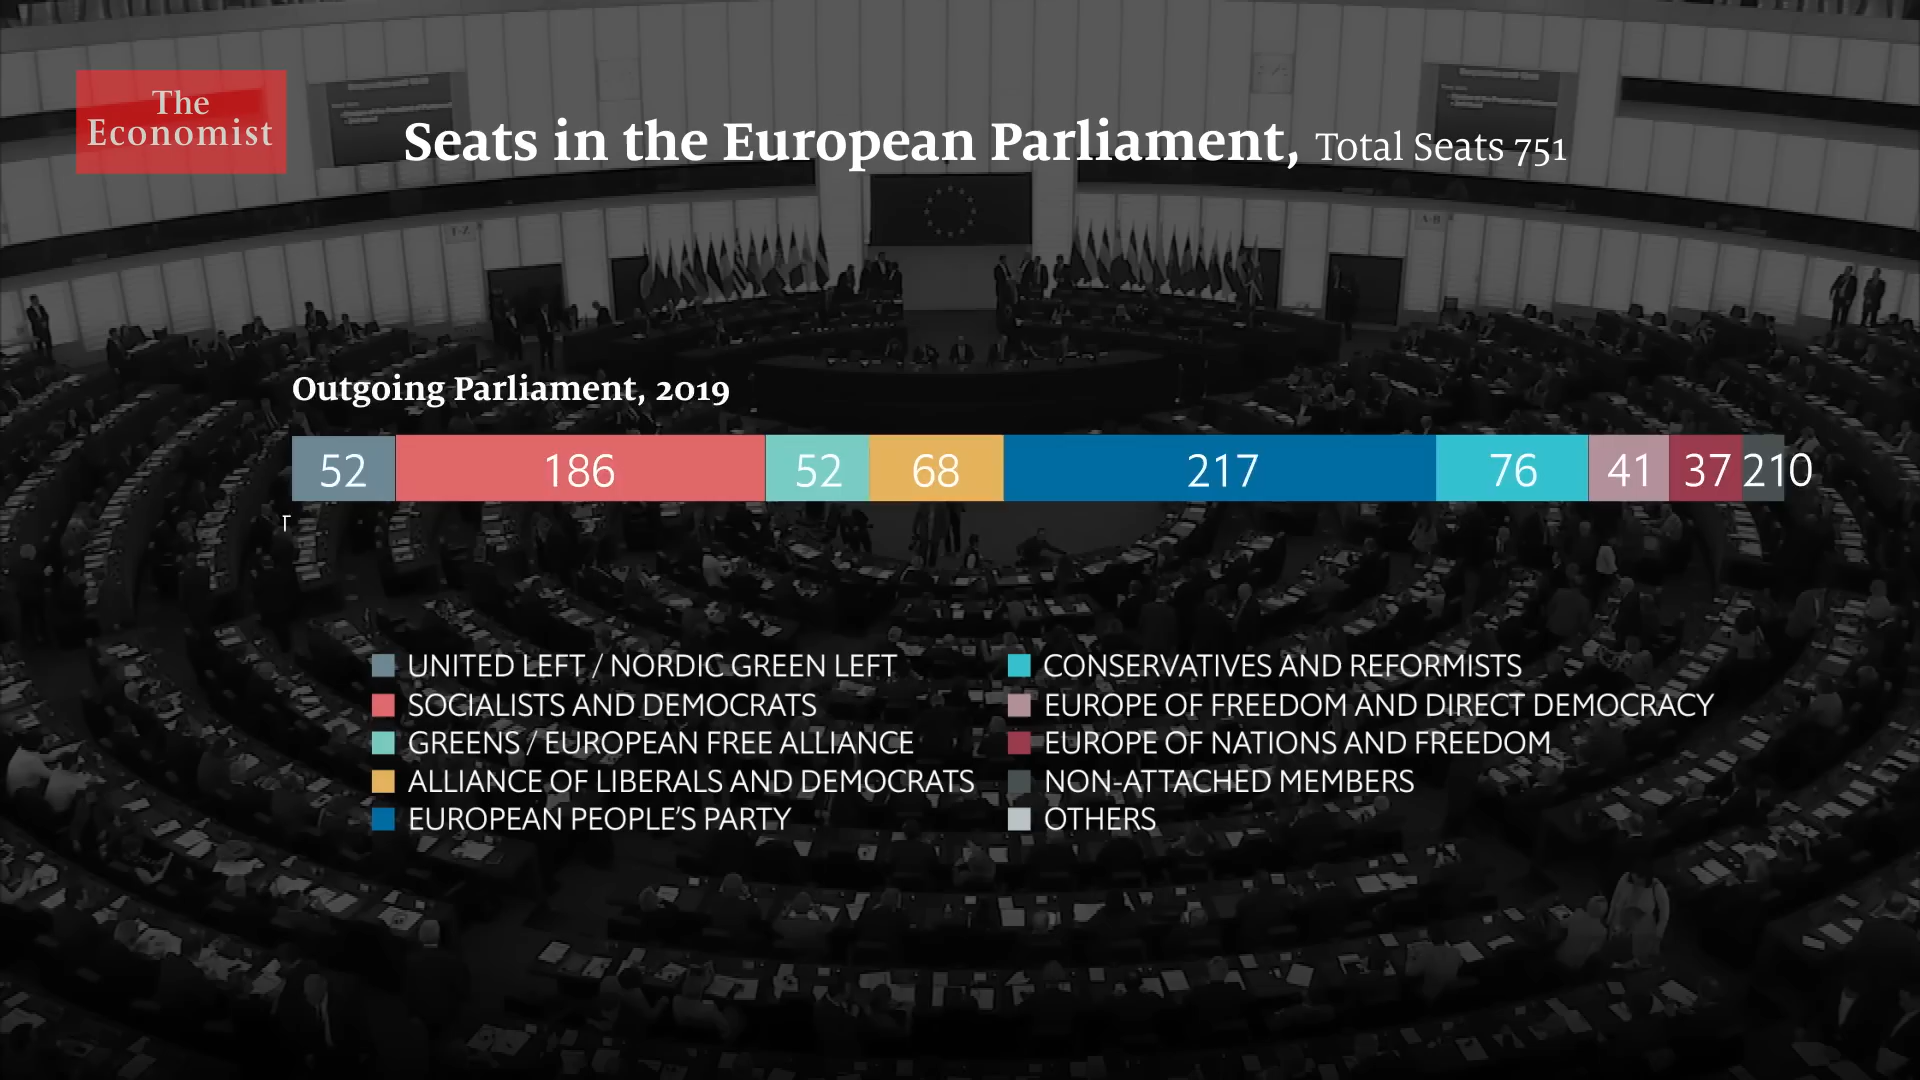 The
Economist
Seats in the European Parliament, Total Seats 751
Outgoing Parliament, 2019
52 186 52 68 217 76 41 37 21 0
UNITED LEFT / NORDIC GREEN LEFT
SOCIALISTS AND DEMOCRATS
GREENS / EUROPEAN FREE ALLIANCE
ALLIANCE OF LIBERALS AND DEMOCRATS
EUROPEAN PEOPLE'S PARTY
CONSERVATIVES AND REFORMISTS
EUROPE OF FREEDOM AND DIRECT DEMOCRACY
EUROPE OF NATIONS AND FREEDOM
NON-ATTACHED MEMBERS
OTHERS